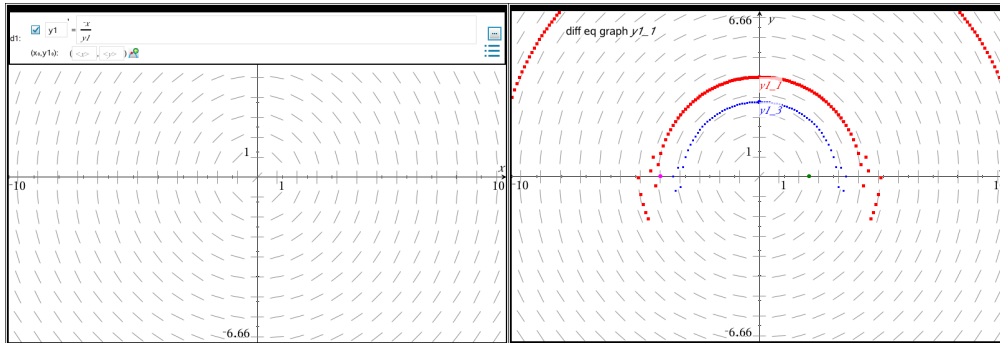 d1:
y1 ' = -x
y1
(x₀,y1₀): ( <x> , <y> )
1
x
-10
1
10
-6.66
6.66
y
diff eq graph y1_1
y1_1
y1_3
1
-10
1
1
-6.66